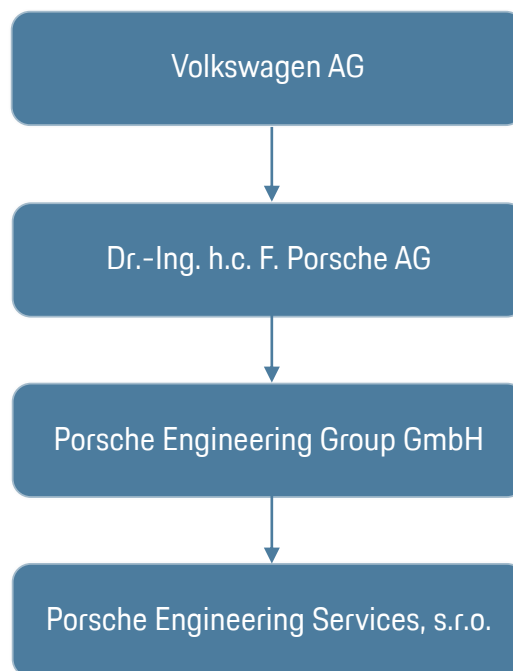 Volkswagen AG
Dr.-Ing. h.c. F. Porsche AG
Porsche Engineering Group GmbH
Porsche Engineering Services, s.r.o.